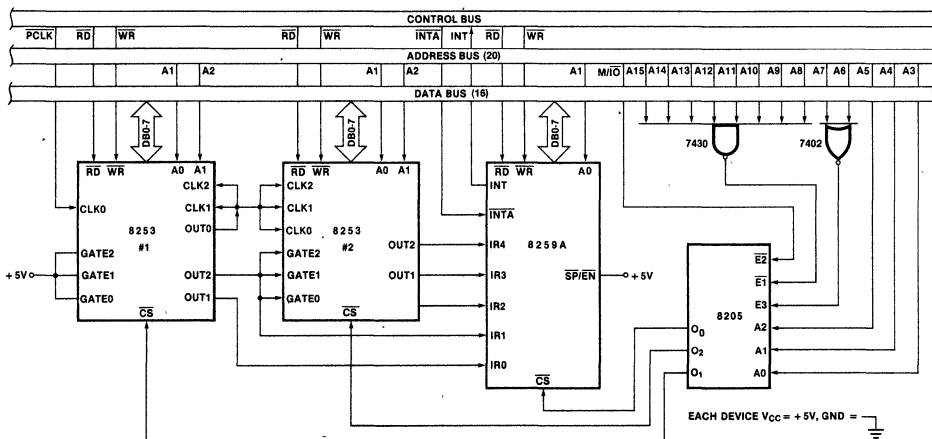 CONTROL BUS
PCLK RD WR RD WR INTA INT RD WR
ADDRESS BUS (20)
A1 A2 A1 A2 A1 M/IO A15 A14 A13 A12 A11 A10 A9 A8 A7 A6 A5 A4 A3
DATA BUS (16)
DB0-7 DB0-7 DB0-7
7430 7402
RD WR A0 A1
CLK2
CLK0 CLK1
8253 OUT0
#1
GATE2
+5V GATE1 OUT2
GATE0 OUT1
CS
RD WR A0 A1
CLK2
CLK1
8253
CLK0 #2
GATE2 OUT2
GATE1 OUT1
GATE0
CS
RD WR A0
INT
INTA
8259A
IR4
IR3 SP/EN +5V
IR2
IR1
IR0
CS
E2
E1
E3
8205
O0 A2
O2 A1
O1 A0
EACH DEVICE VCC = +5V, GND =